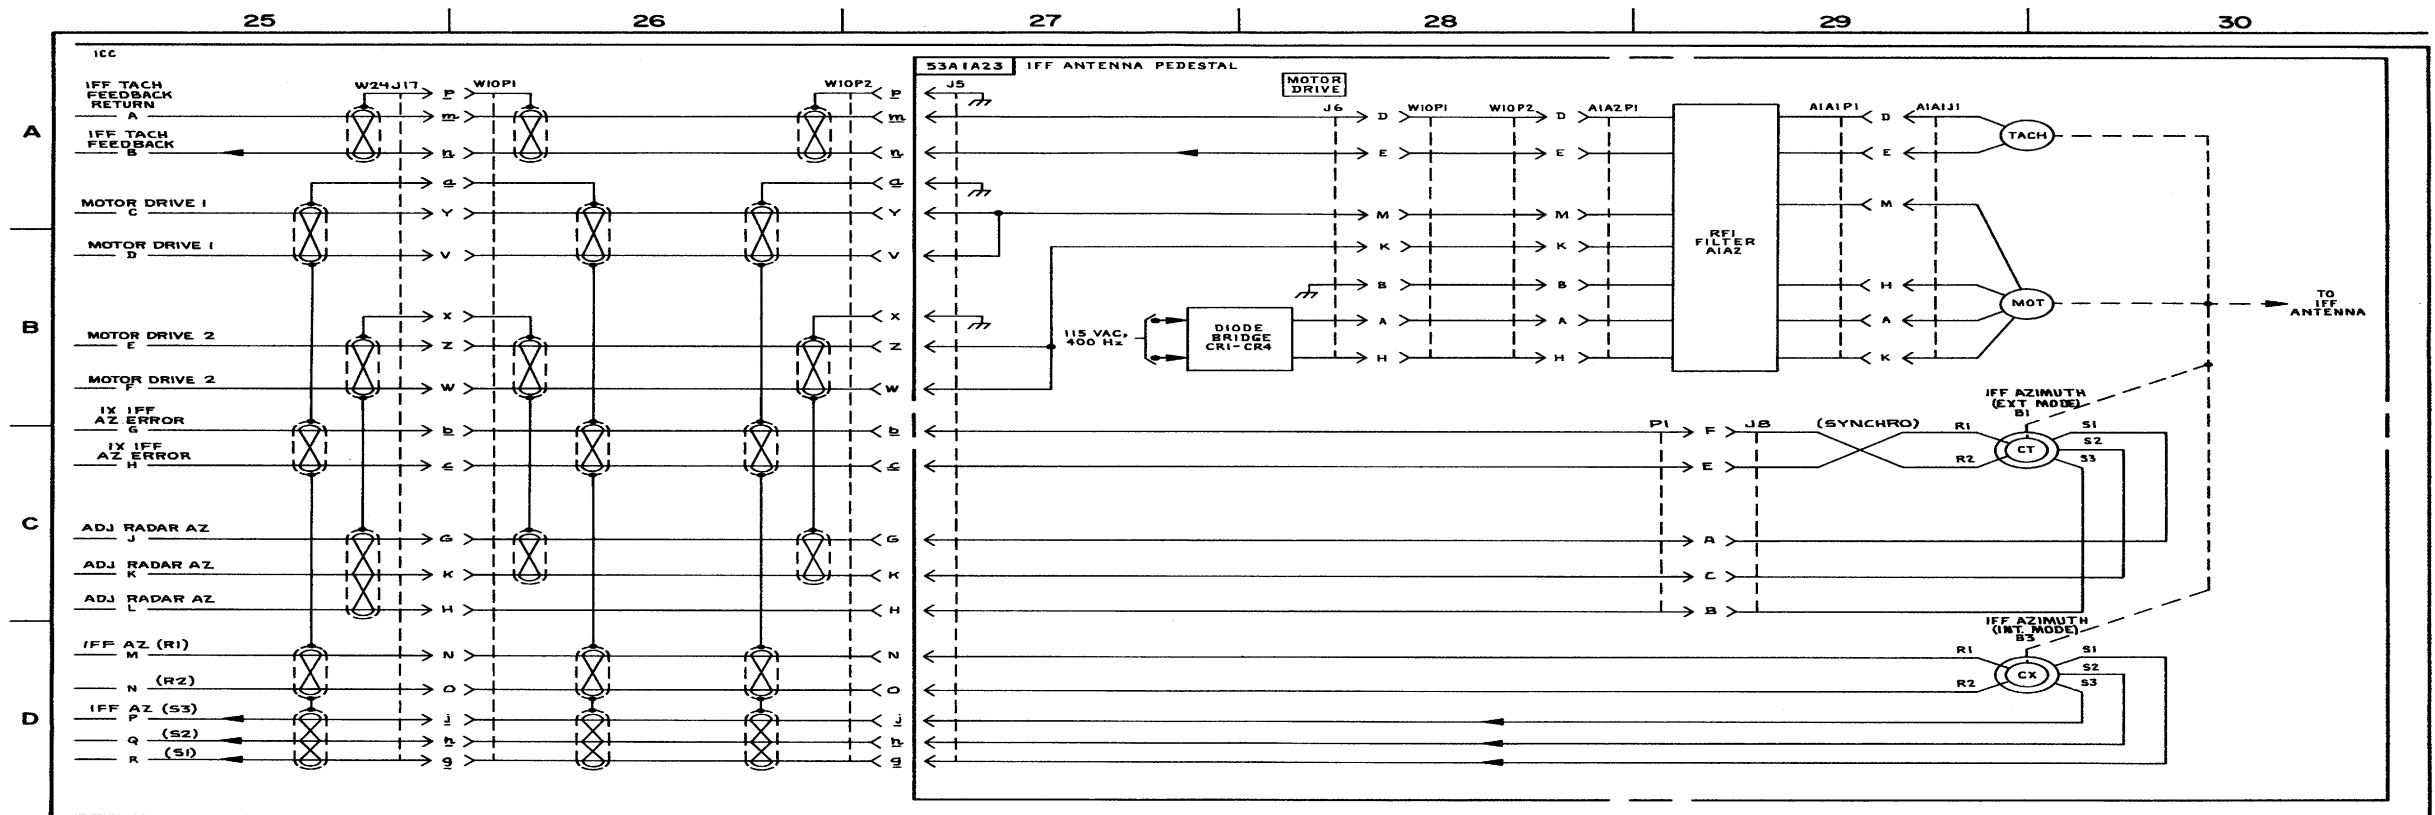 25 26 27 28 29 30
ICC
53A1A23 IFF ANTENNA PEDESTAL
MOTOR
DRIVE
IFF TACH
FEEDBACK
RETURN
W24J17 p W10P1 W10P2 p J5
J6 W10P1 W10P2 A1A2P1 A1A1P1 A1A1J1
A
A m m D D D
TACH
IFF TACH
FEEDBACK
B n n E E E
a a
MOTOR DRIVE 1
C Y Y M M M
MOTOR DRIVE 1
D V V K K
RFI
FILTER
A1A2
B B H
X X
B
MOT
TO
IFF
ANTENNA
115 VAC,
400 Hz
DIODE
BRIDGE
CR1-CR4
A A A
MOTOR DRIVE 2
E Z Z
H H K
MOTOR DRIVE 2
F W W
IFF AZIMUTH
(EXT MODE)
B1
1X IFF
AZ ERROR
G b b P1 F J8 (SYNCHRO) R1 S1
1X IFF
AZ ERROR
H c c E R2 CT S2
S3
C
ADJ RADAR AZ
J G G A
ADJ RADAR AZ
K K K C
ADJ RADAR AZ
L H H B
IFF AZIMUTH
(INT. MODE)
B3
IFF AZ (R1)
M N N R1 S1
CX S2
N (R2) O O R2 S3
D
IFF AZ (S3)
P j j
Q (S2) h h
R (S1) g g